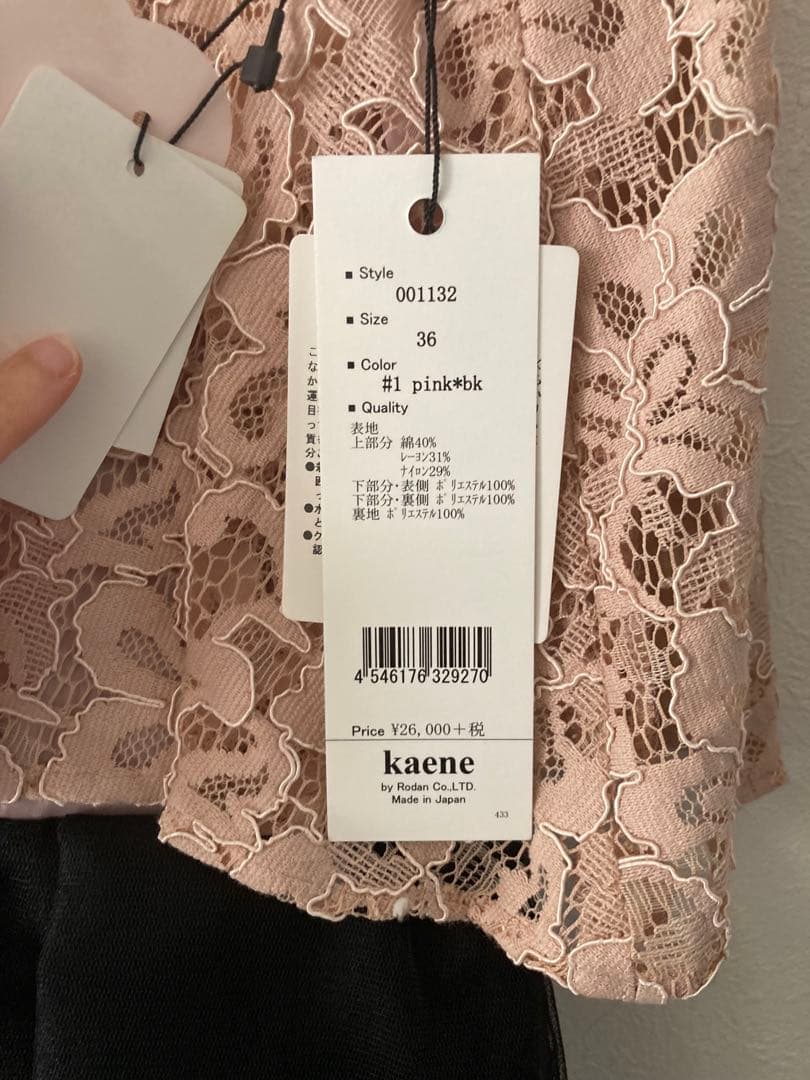 ■ Style
001132
■ Size
36
■ Color
#1 pink*bk
■ Quality
表地
上部分 綿40%
ﾚｰﾖﾝ31%
ﾅｲﾛﾝ29%
下部分・表側 ﾎﾟﾘｴｽﾃﾙ100%
下部分・裏側 ﾎﾟﾘｴｽﾃﾙ100%
裏地 ﾎﾟﾘｴｽﾃﾙ100%
4 546176 329270
Price ¥26,000+税
kaene
by Rodan Co.,LTD.
Made in Japan
433